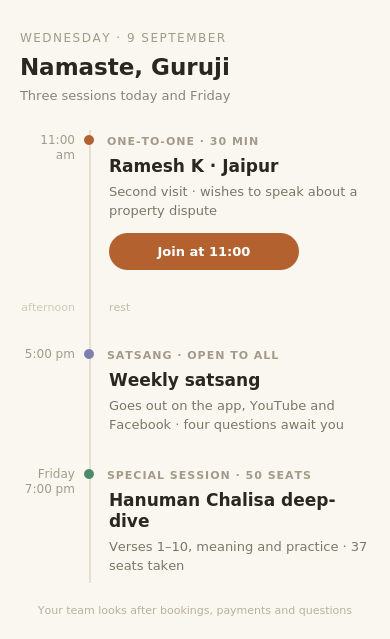 WEDNESDAY · 9 SEPTEMBER
Namaste, Guruji
Three sessions today and Friday
11:00
am
ONE-TO-ONE · 30 MIN
Ramesh K · Jaipur
Second visit · wishes to speak about a
property dispute
Join at 11:00
afternoon
rest
5:00 pm
SATSANG · OPEN TO ALL
Weekly satsang
Goes out on the app, YouTube and
Facebook · four questions await you
Friday
7:00 pm
SPECIAL SESSION · 50 SEATS
Hanuman Chalisa deep-
dive
Verses 1–10, meaning and practice · 37
seats taken
Your team looks after bookings, payments and questions